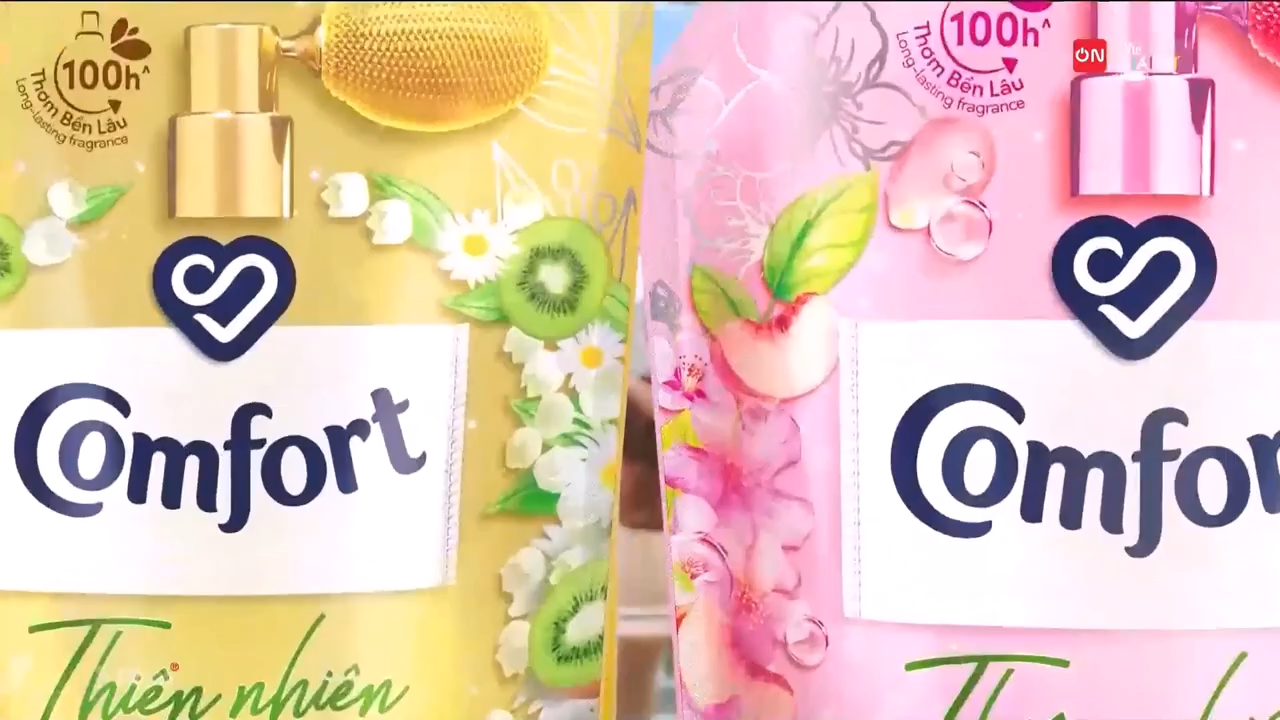 100h^
Thơm Bền Lâu
Long-lasting fragrance
Comfort
Thiên nhiên
®
100h^
Thơm Bền Lâu
Long-lasting fragrance
ON
Comfor